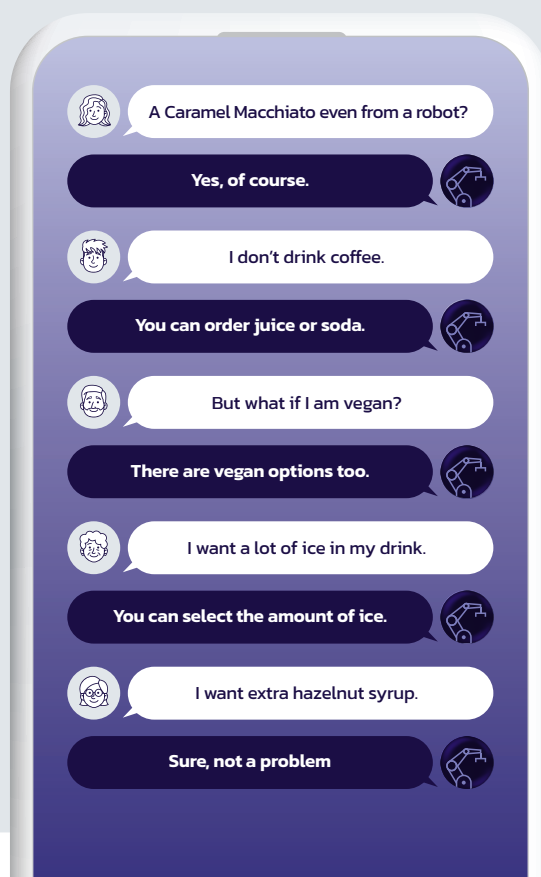 A Caramel Macchiato even from a robot?
Yes, of course.
I don’t drink coffee.
You can order juice or soda.
But what if I am vegan?
There are vegan options too.
I want a lot of ice in my drink.
You can select the amount of ice.
I want extra hazelnut syrup.
Sure, not a problem